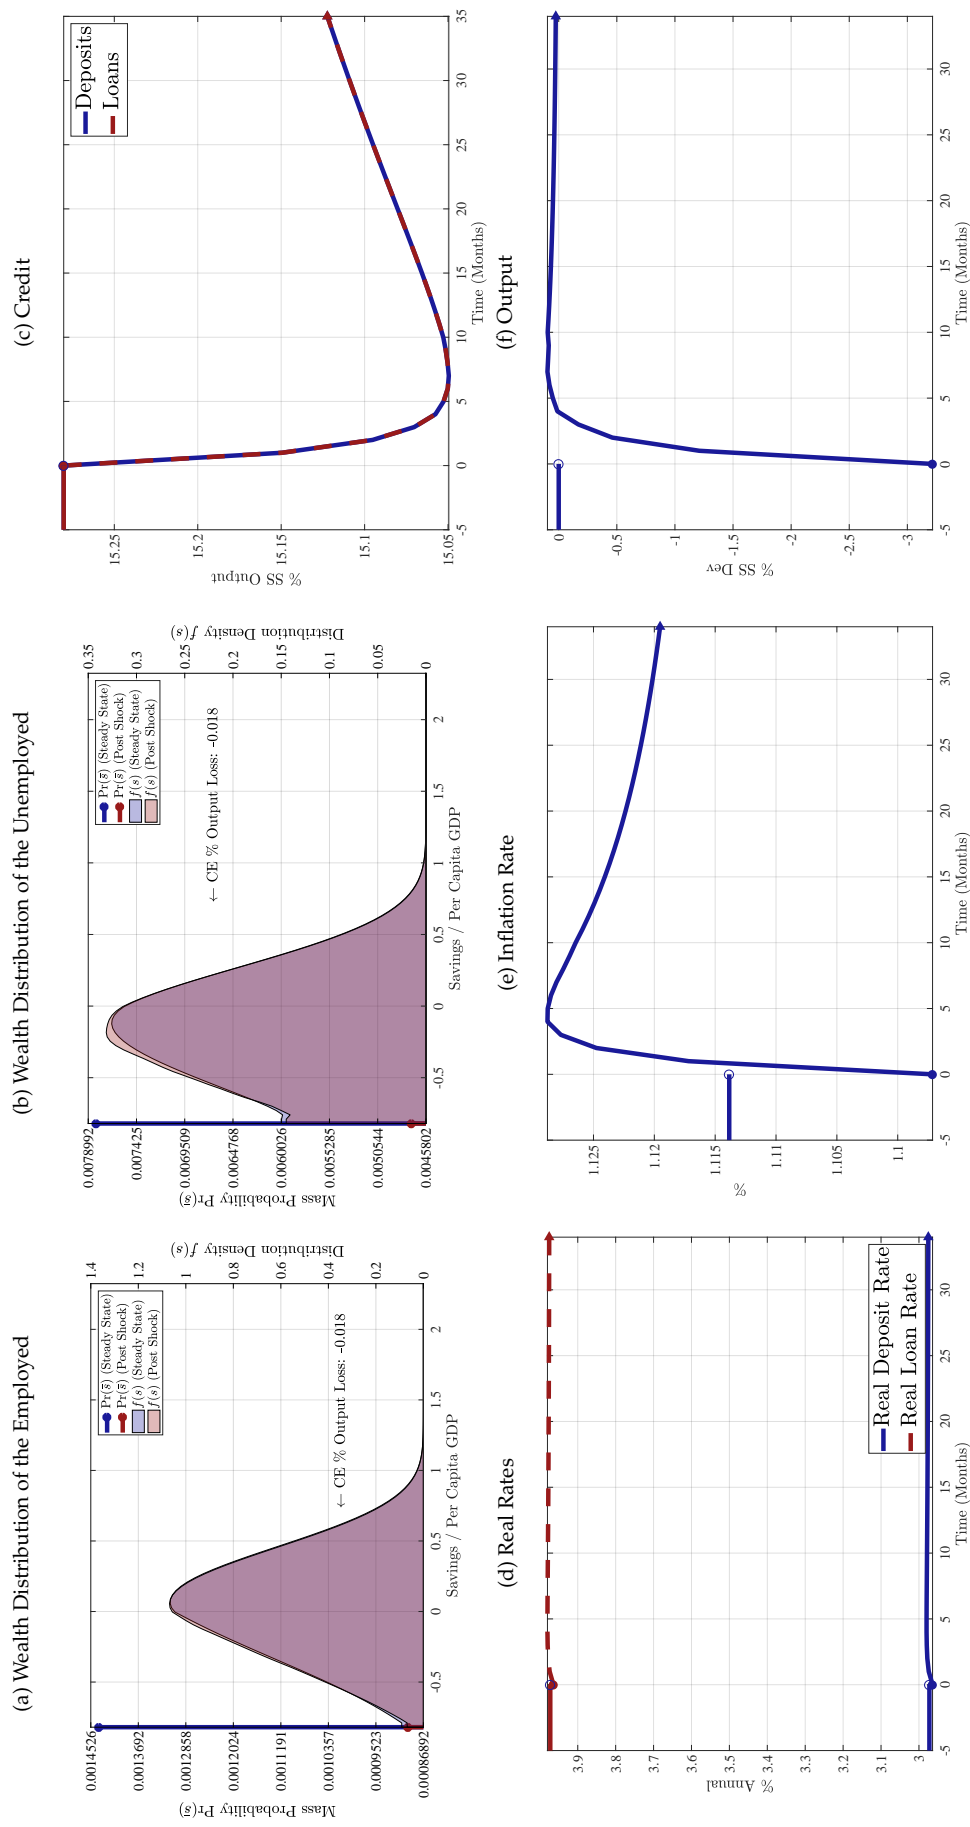 (a) Wealth Distribution of the Employed
0.0014526
0.0013692
0.0012858
0.0012024
0.0011191
0.0010357
0.0009523
0.00086892
Mass Probability Pr(s̄)
1.4
1.2
1
0.8
0.6
0.4
0.2
0
Distribution Density f(s)
Pr(s̄) (Steady State)
Pr(s̄) (Post Shock)
f(s) (Steady State)
f(s) (Post Shock)
← CE % Output Loss: -0.018
-0.5 0 0.5 1 1.5 2
Savings / Per Capita GDP
(b) Wealth Distribution of the Unemployed
0.0078992
0.007425
0.0069509
0.0064768
0.0060026
0.0055285
0.0050544
0.0045802
Mass Probability Pr(s̄)
0.35
0.3
0.25
0.2
0.15
0.1
0.05
0
Distribution Density f(s)
Pr(s̄) (Steady State)
Pr(s̄) (Post Shock)
f(s) (Steady State)
f(s) (Post Shock)
← CE % Output Loss: -0.018
-0.5 0 0.5 1 1.5 2
Savings / Per Capita GDP
(c) Credit
15.25
15.2
15.15
15.1
15.05
% SS Output
Deposits
Loans
-5 0 5 10 15 20 25 30 35
Time (Months)
(d) Real Rates
3.9
3.8
3.7
3.6
3.5
3.4
3.3
3.2
3.1
3
% Annual
Real Deposit Rate
Real Loan Rate
-5 0 5 10 15 20 25 30
Time (Months)
(e) Inflation Rate
1.125
1.12
1.115
1.11
1.105
1.1
%
-5 0 5 10 15 20 25 30
Time (Months)
(f) Output
0
-0.5
-1
-1.5
-2
-2.5
-3
% SS Dev
-5 0 5 10 15 20 25 30
Time (Months)